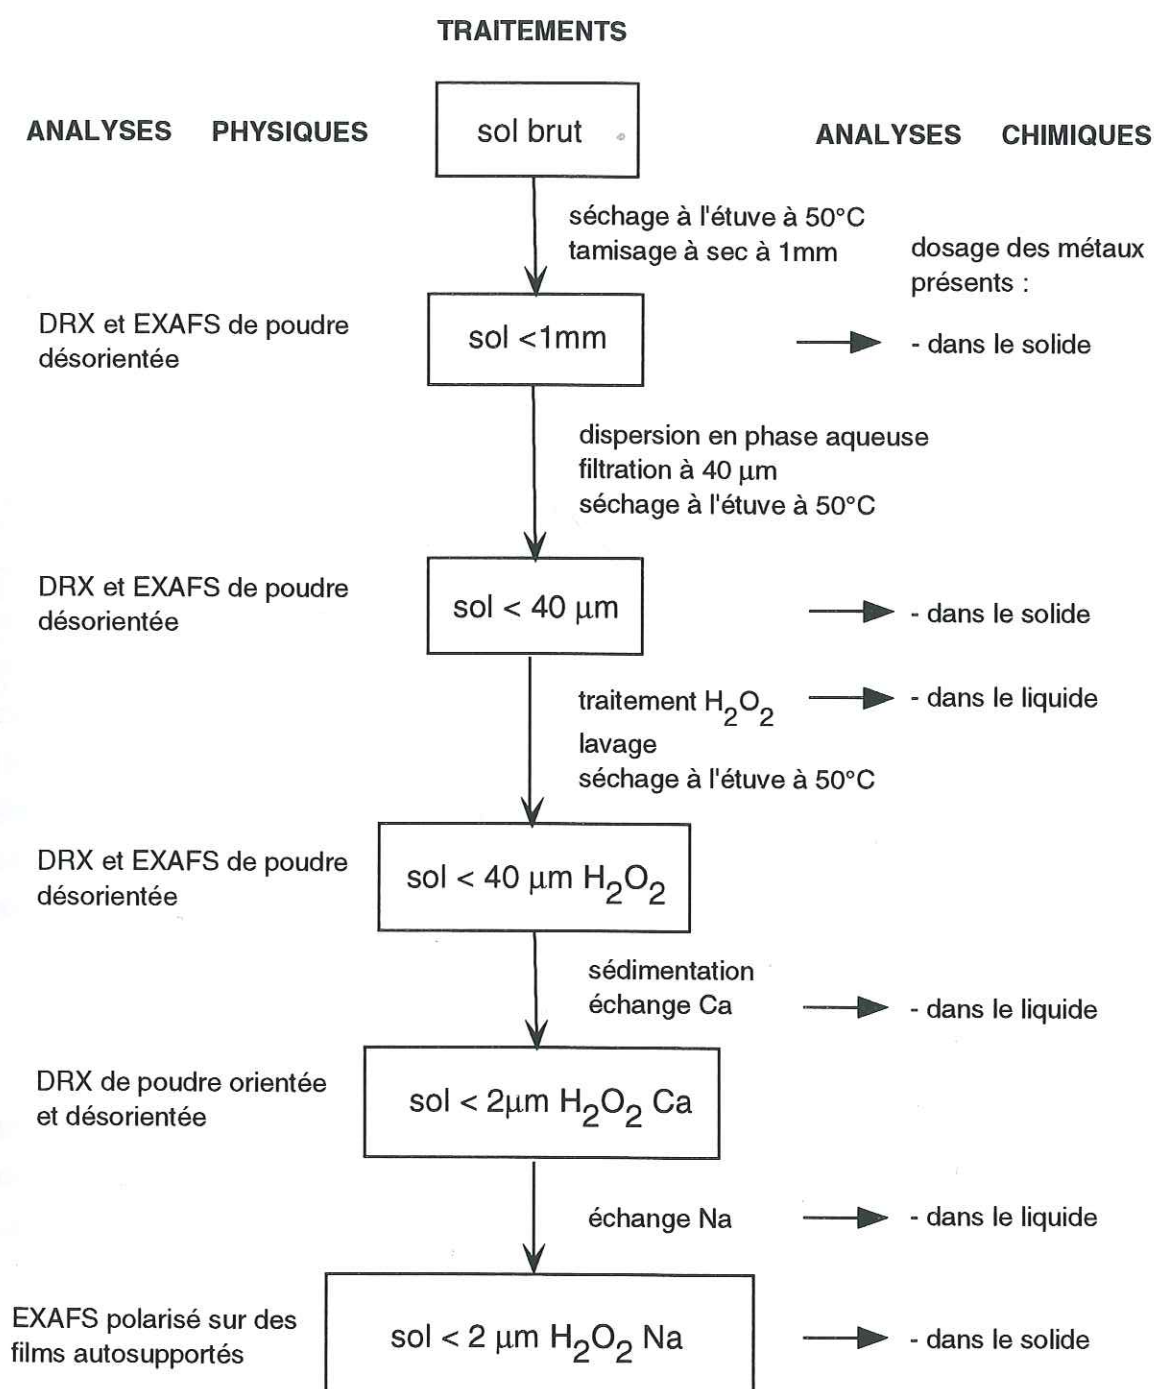 TRAITEMENTS
ANALYSES PHYSIQUES
sol brut
ANALYSES CHIMIQUES
séchage à l'étuve à 50°C
tamisage à sec à 1mm
dosage des métaux
présents :
DRX et EXAFS de poudre
désorientée
sol <1mm
- dans le solide
dispersion en phase aqueuse
filtration à 40 µm
séchage à l'étuve à 50°C
DRX et EXAFS de poudre
désorientée
sol < 40 µm
- dans le solide
traitement H₂O₂
- dans le liquide
lavage
séchage à l'étuve à 50°C
DRX et EXAFS de poudre
désorientée
sol < 40 µm H₂O₂
sédimentation
échange Ca
- dans le liquide
DRX de poudre orientée
et désorientée
sol < 2µm H₂O₂ Ca
échange Na
- dans le liquide
EXAFS polarisé sur des
films autosupportés
sol < 2 µm H₂O₂ Na
- dans le solide